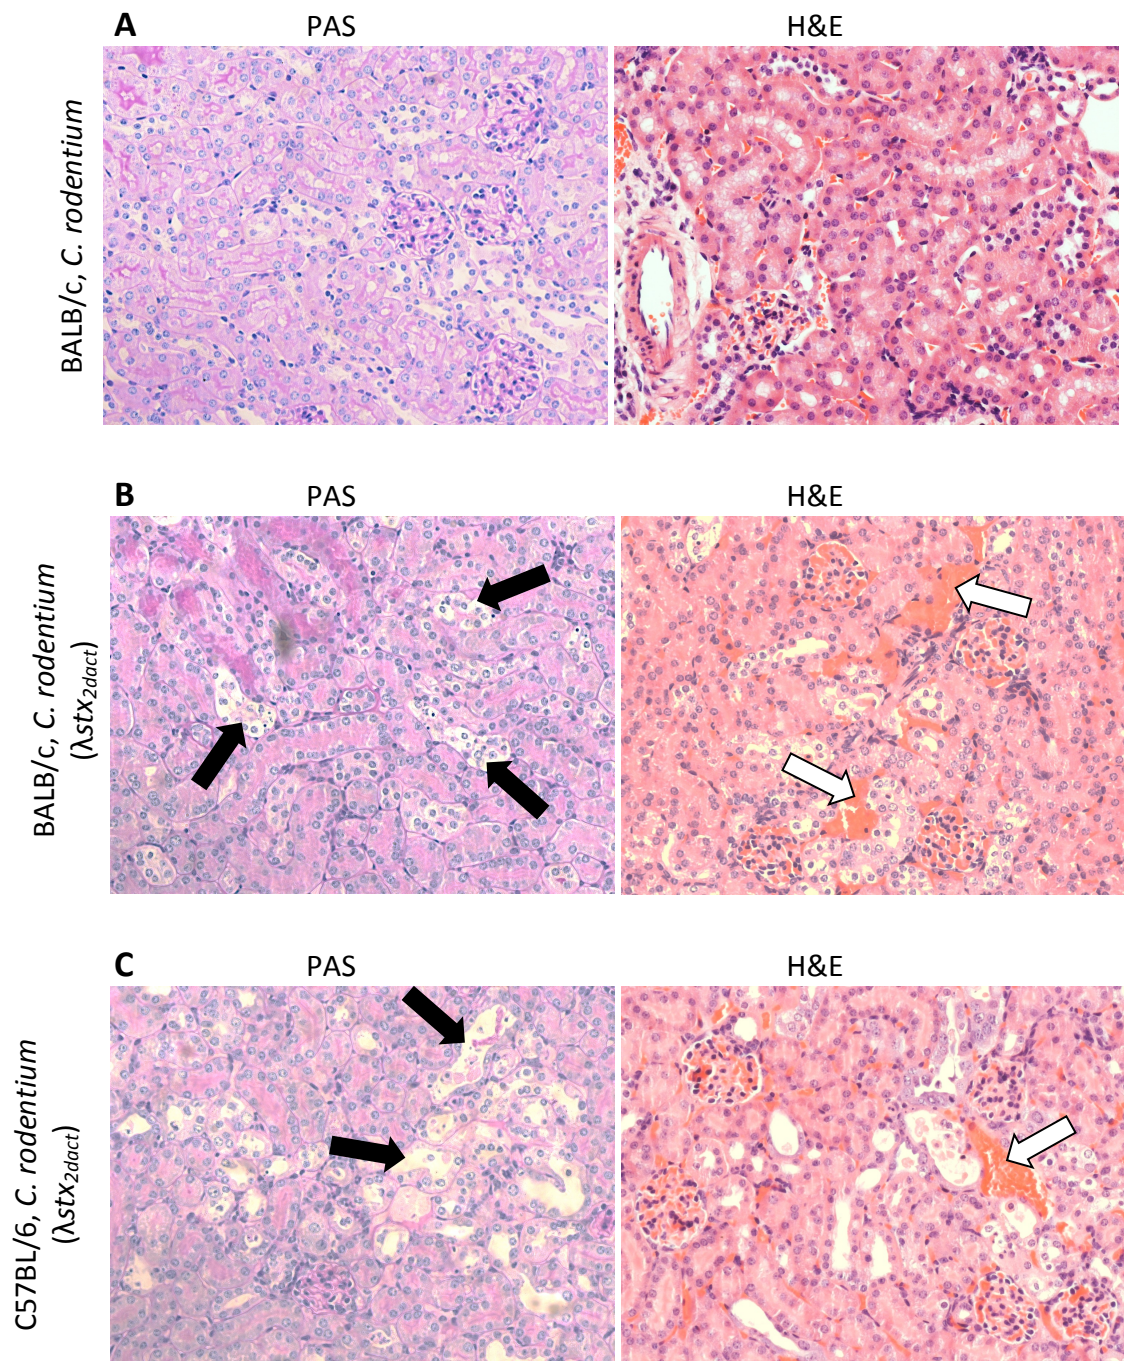 A
PAS
H&E
BALB/c, C. rodentium
B
PAS
H&E
BALB/c, C. rodentium
(λstx2dact)
C
PAS
H&E
C57BL/6, C. rodentium
(λstx2dact)